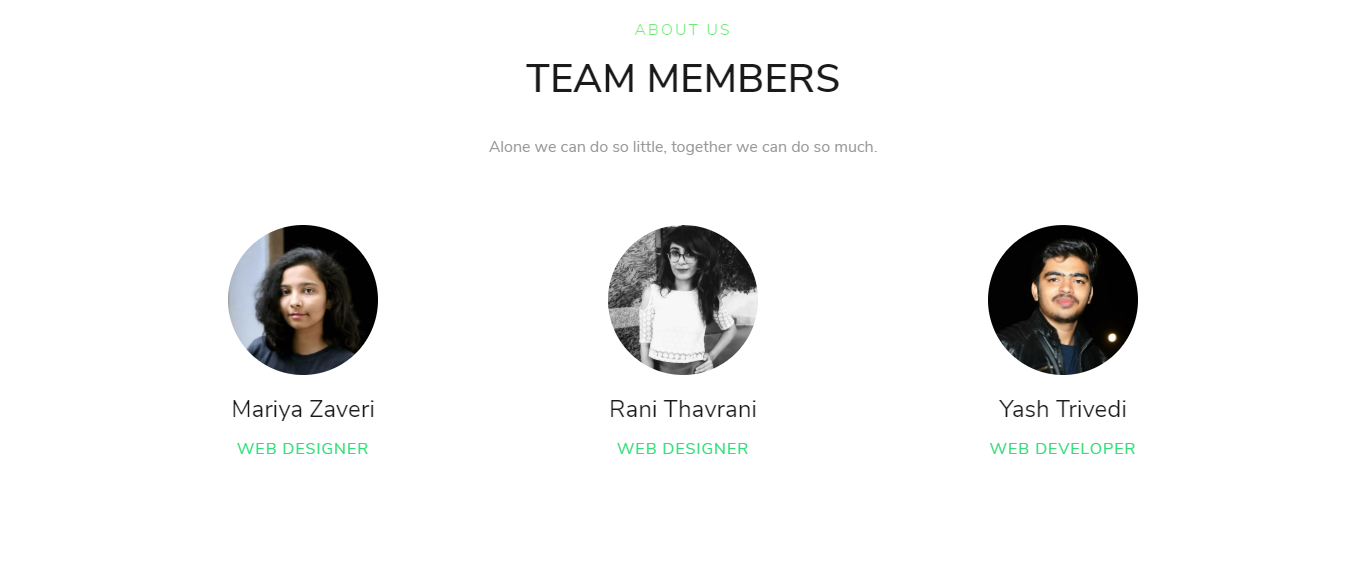 ABOUT US
TEAM MEMBERS
Alone we can do so little, together we can do so much.
Mariya Zaveri
WEB DESIGNER
Rani Thavrani
WEB DESIGNER
Yash Trivedi
WEB DEVELOPER